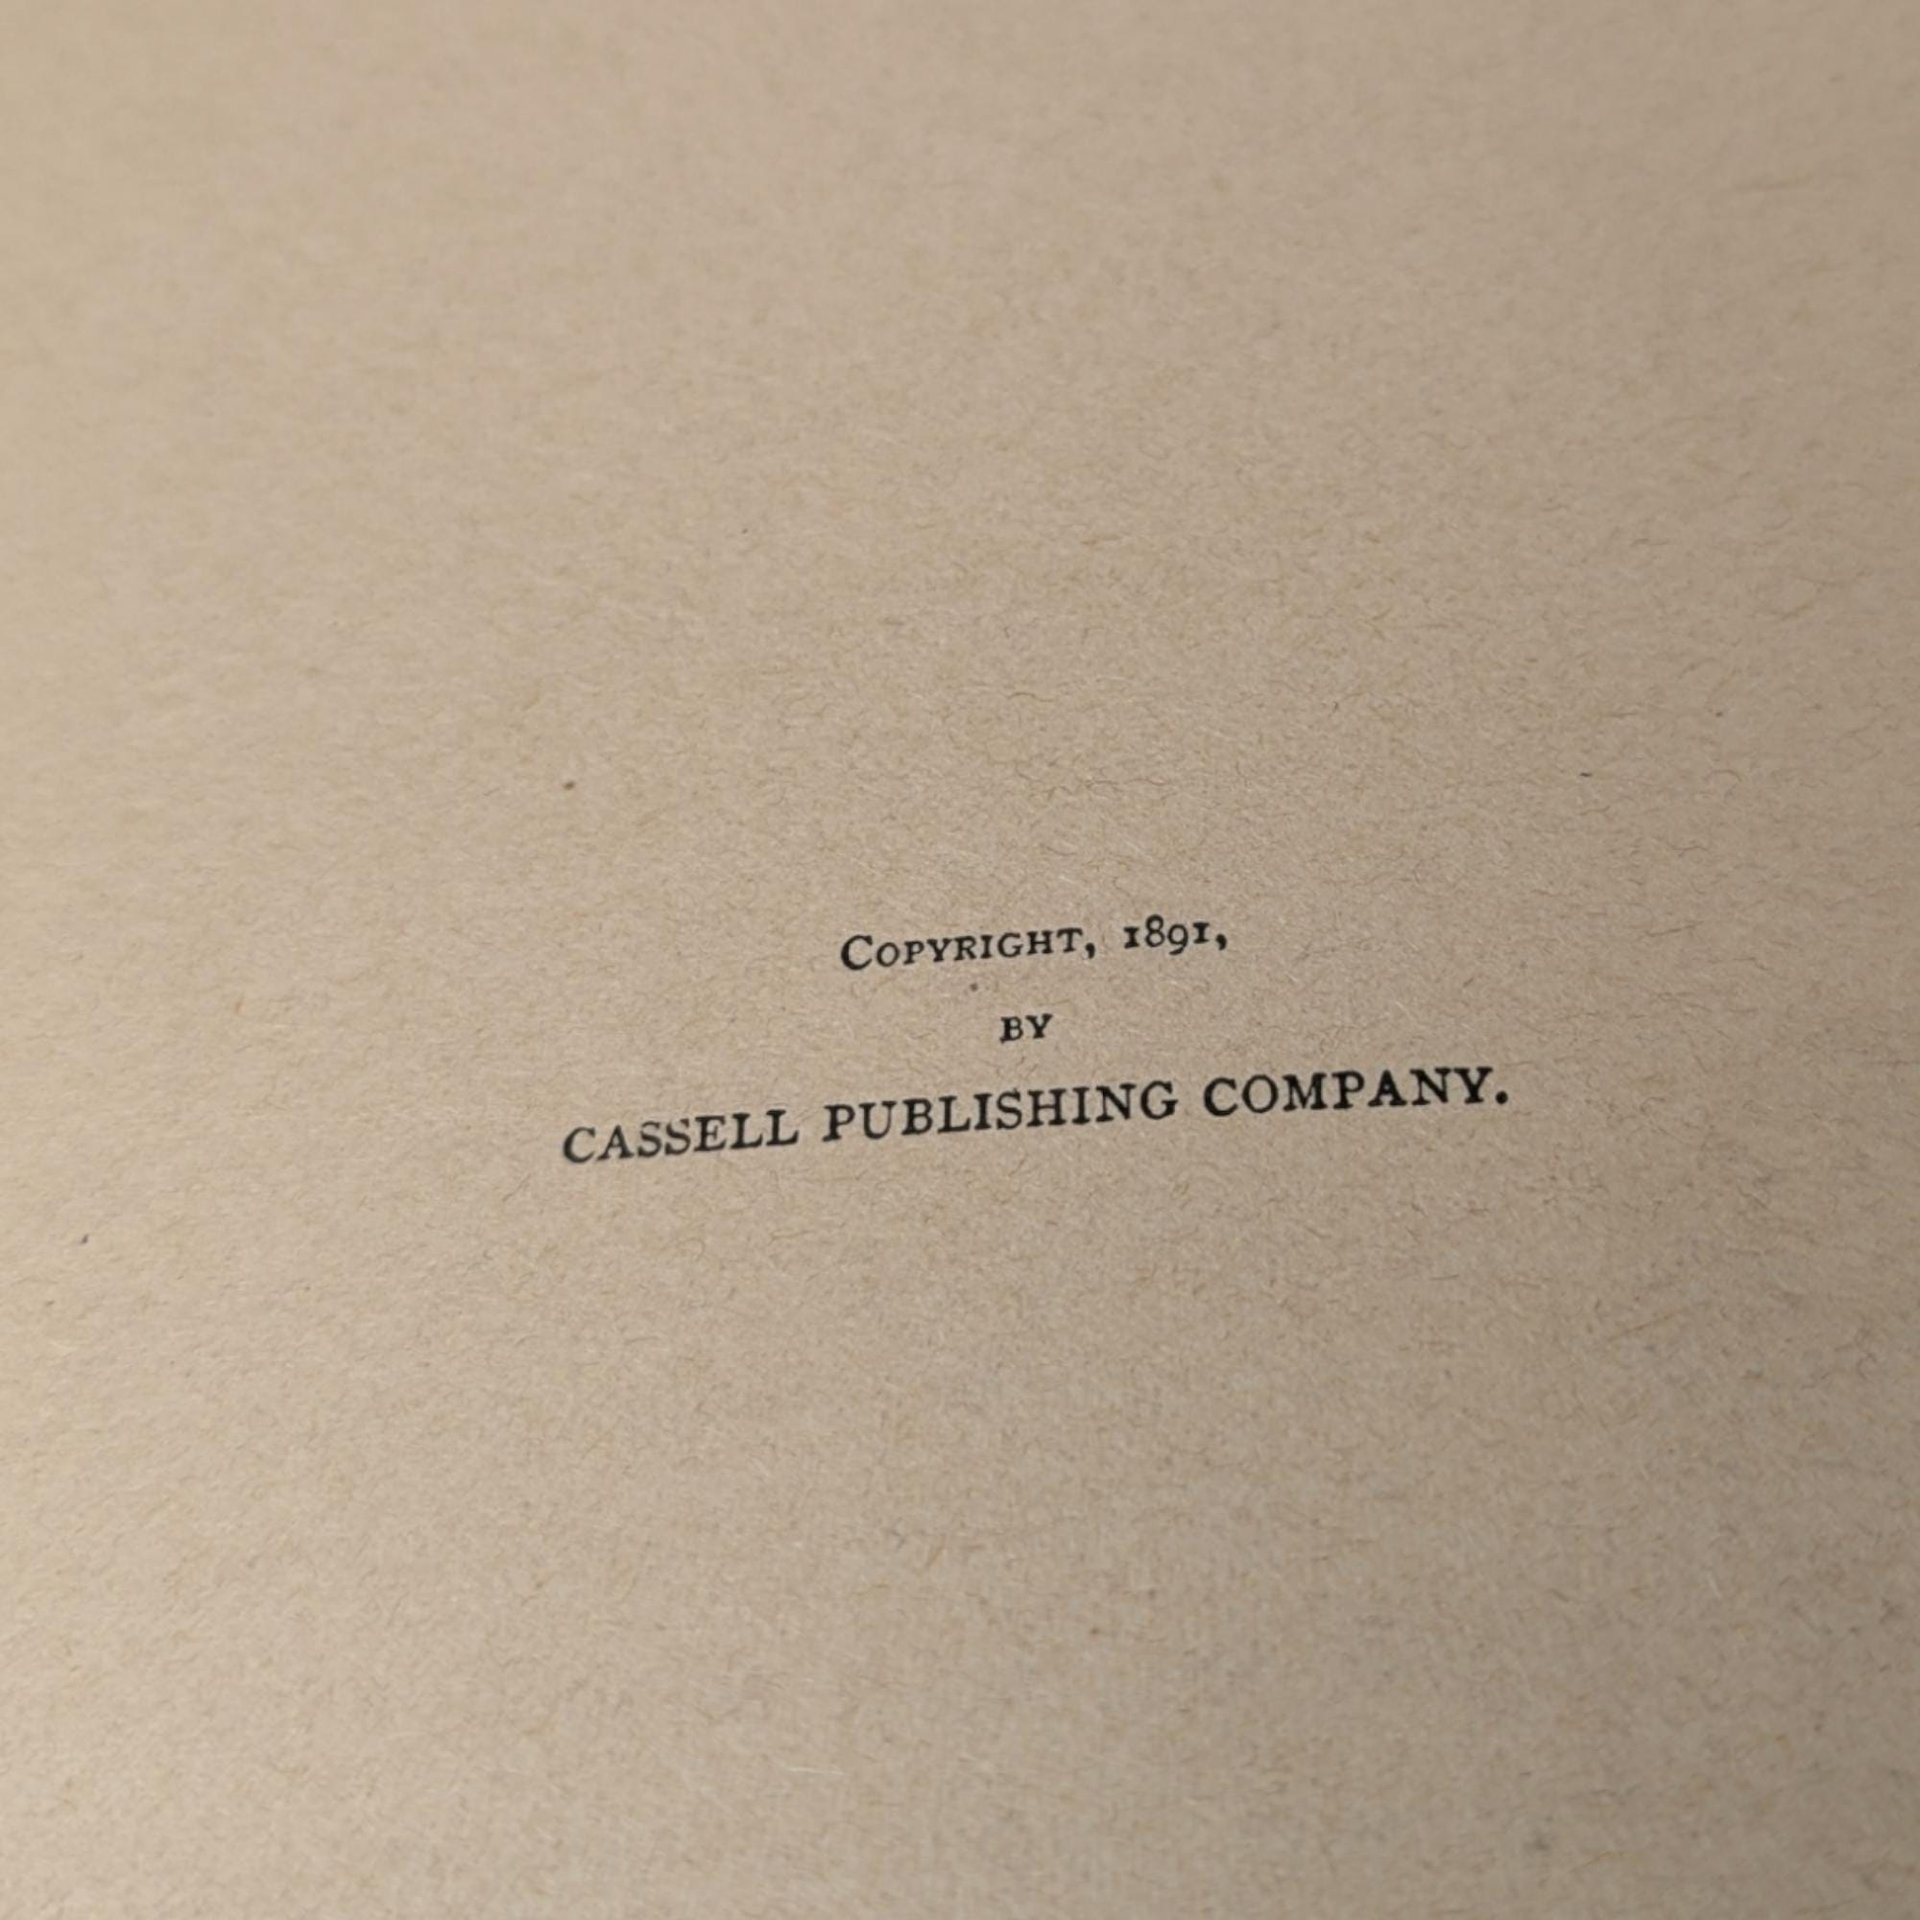 Copyright, 1891,
BY
CASSELL PUBLISHING COMPANY.